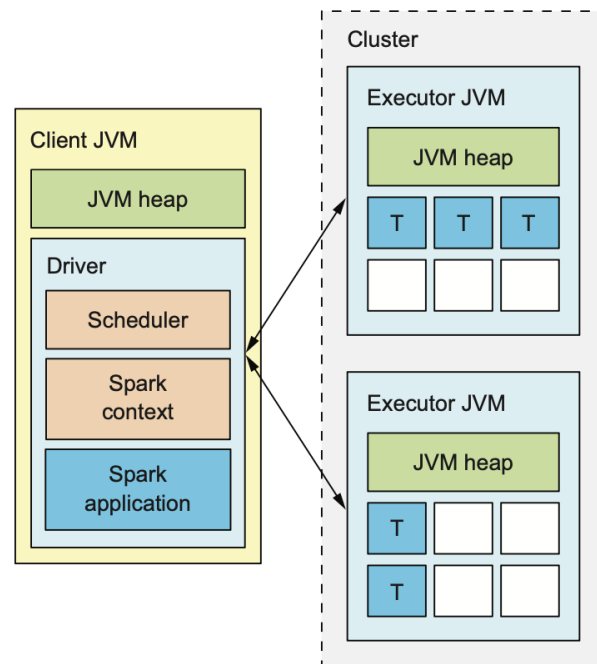 Client JVM
JVM heap
Driver
Scheduler
Spark
context
Spark
application
Cluster
Executor JVM
JVM heap
T T T
Executor JVM
JVM heap
T
T